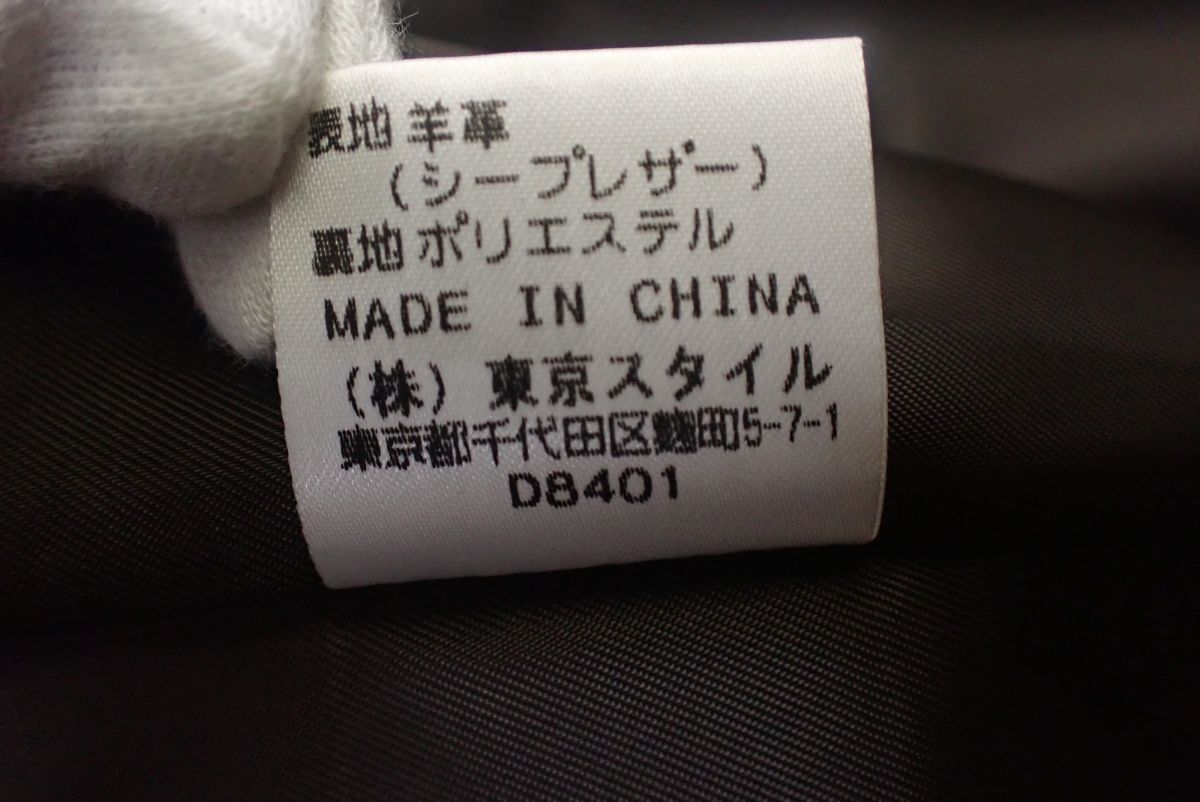 表地 羊革
(シープレザー)
裏地 ポリエステル
MADE IN CHINA
(株) 東京スタイル
東京都千代田区麹町5-7-1
D8401